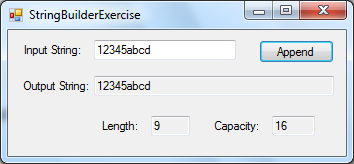 StringBuilderExercise
Input String: 12345abcd Append
Output String: 12345abcd
Length: 9 Capacity: 16